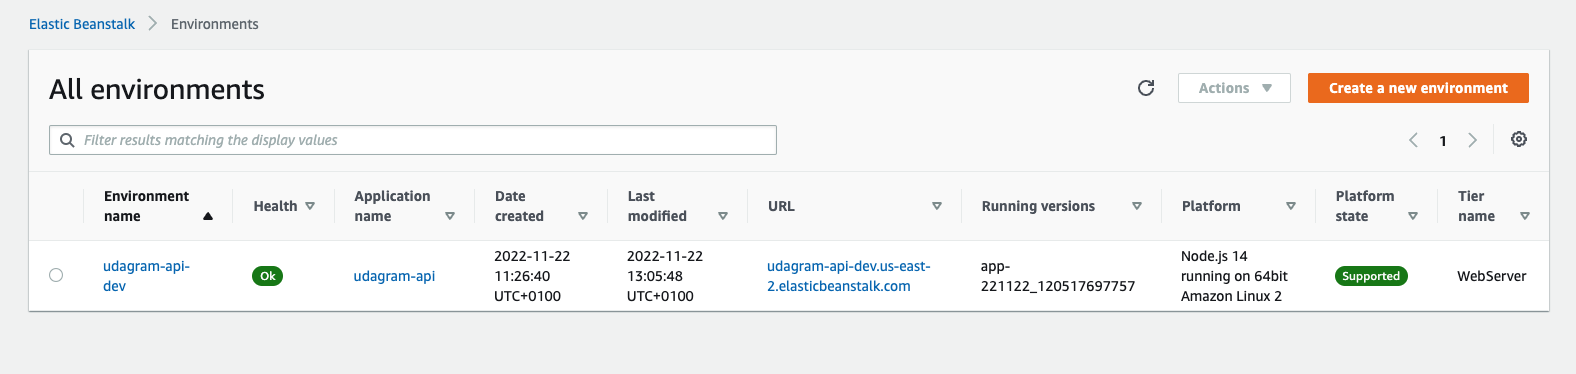 Elastic Beanstalk > Environments
All environments
Actions
Create a new environment
Filter results matching the display values
1
Environment
name
Health
Application
name
Date
created
Last
modified
URL
Running versions
Platform
Platform
state
Tier
name
udagram-api-
dev
Ok
udagram-api
2022-11-22
11:26:40
UTC+0100
2022-11-22
13:05:48
UTC+0100
udagram-api-dev.us-east-
2.elasticbeanstalk.com
app-
221122_120517697757
Node.js 14
running on 64bit
Amazon Linux 2
Supported
WebServer